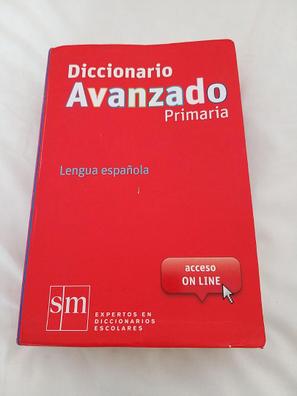 Diccionario
Avanzado
Primaria
Lengua española
acceso
ON LINE
sm
EXPERTOS EN
DICCIONARIOS
ESCOLARES